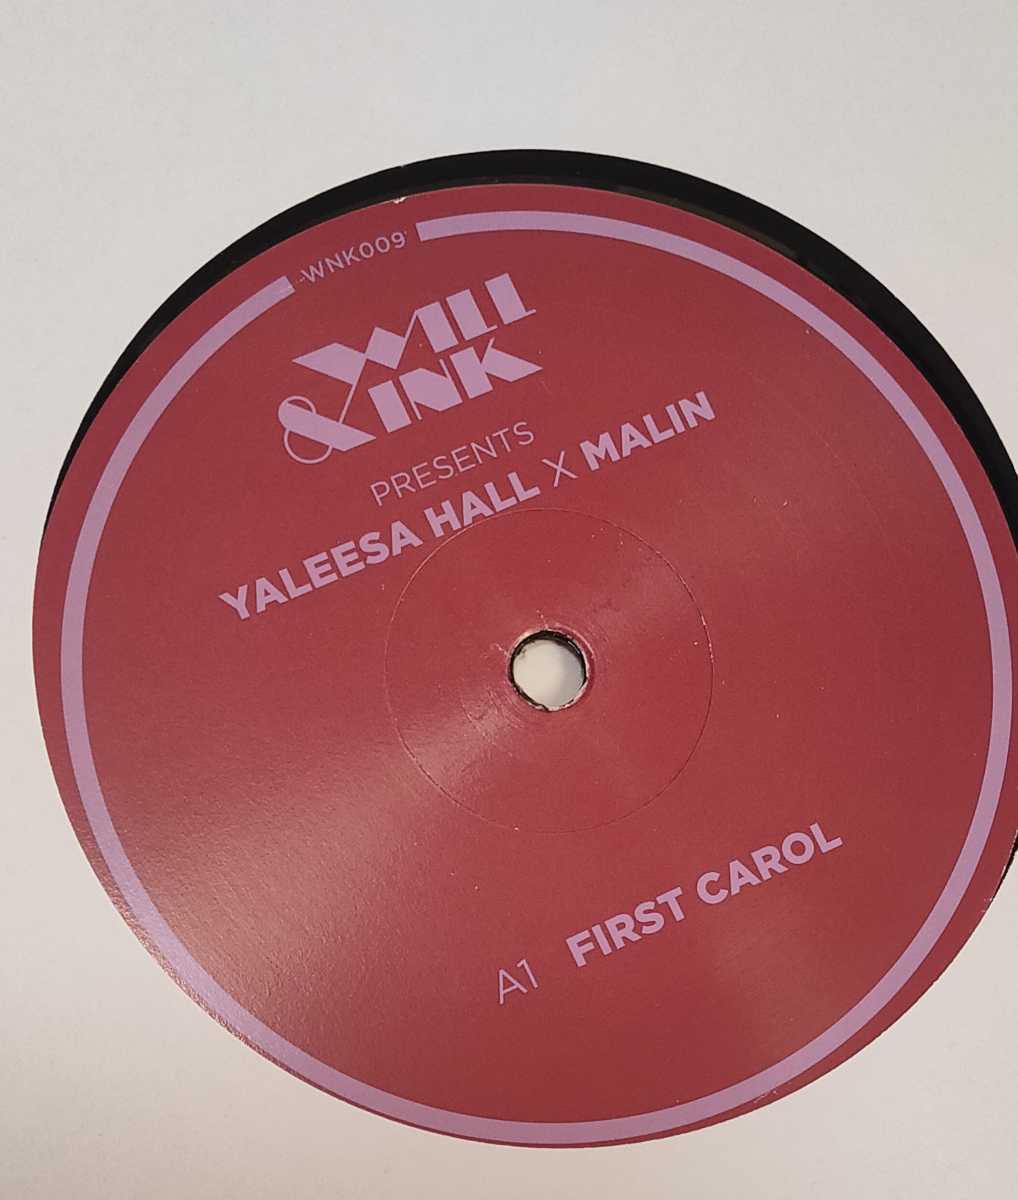 -WNK009-
WILL
& INK
PRESENTS
YALEESA HALL X MALIN
A1 FIRST CAROL